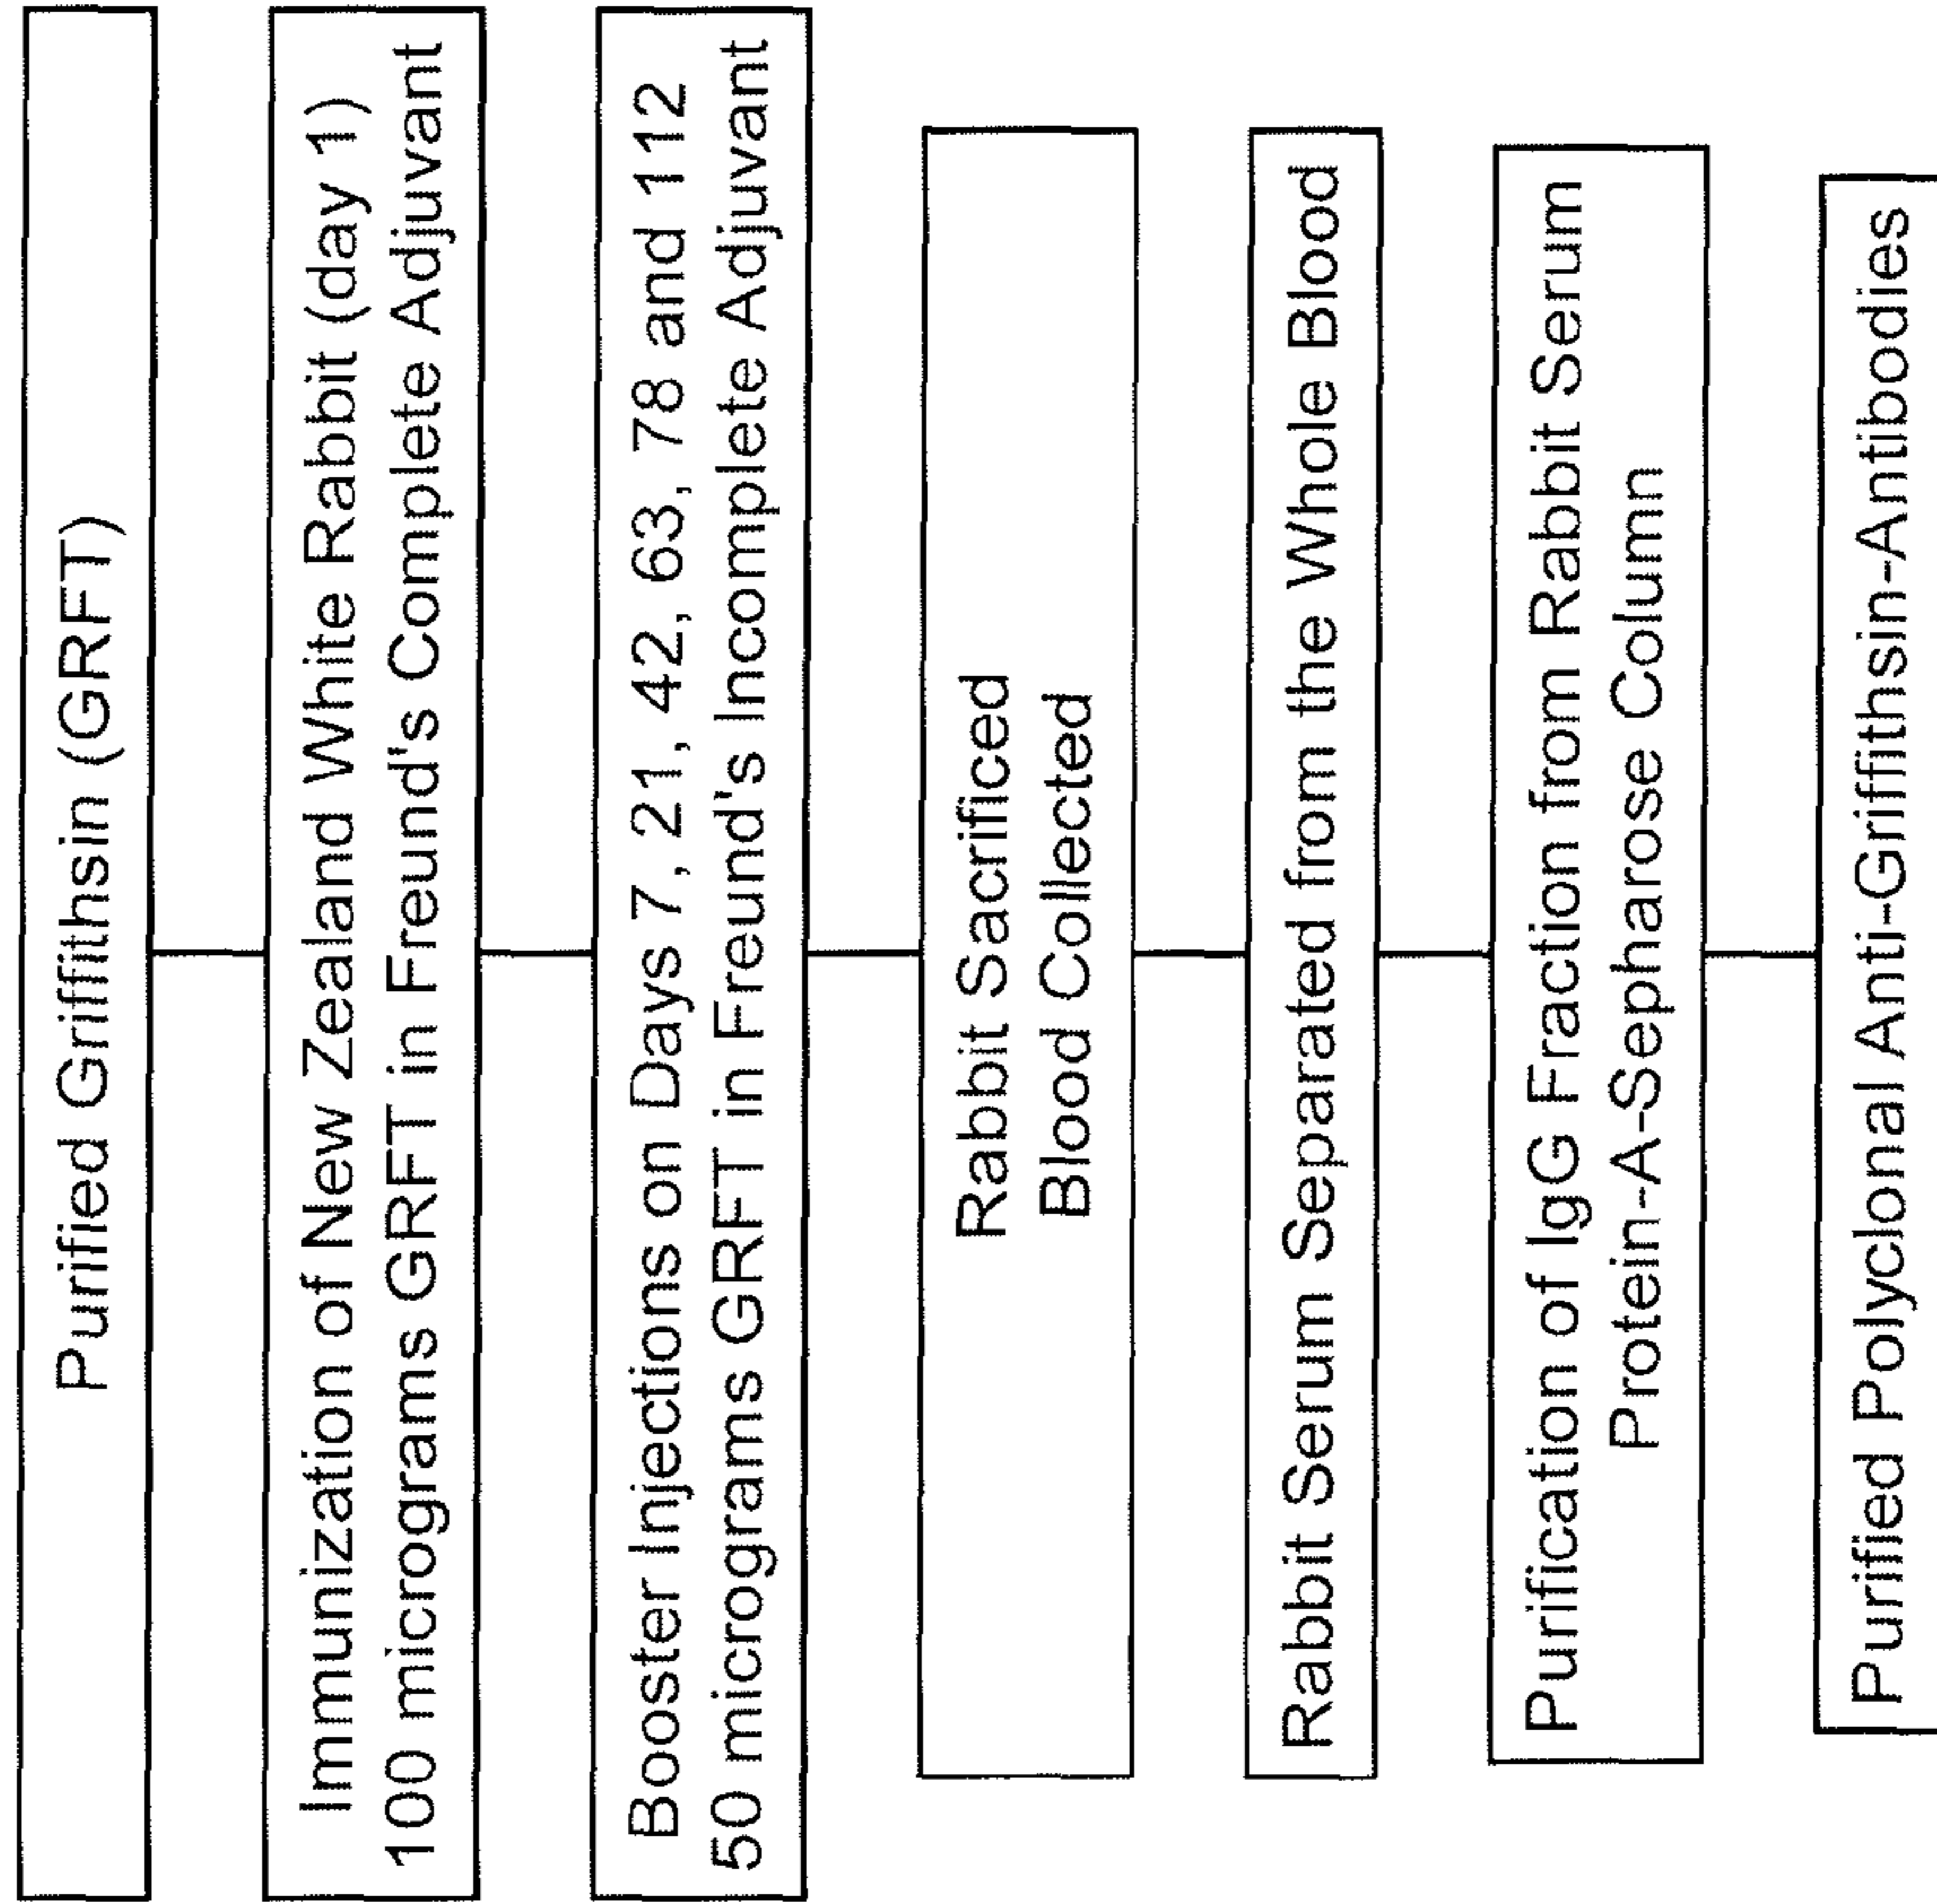 Purified Griffithsin (GRFT)
Immunization of New Zealand White Rabbit (day 1)
100 micrograms GRFT in Freund's Complete Adjuvant
Booster Injections on Days 7, 21, 42, 63, 78 and 112
50 micrograms GRFT in Freund's Incomplete Adjuvant
Rabbit Sacrificed
Blood Collected
Rabbit Serum Separated from the Whole Blood
Purification of IgG Fraction from Rabbit Serum
Protein-A-Sepharose Column
Purified Polyclonal Anti-Griffithsin-Antibodies